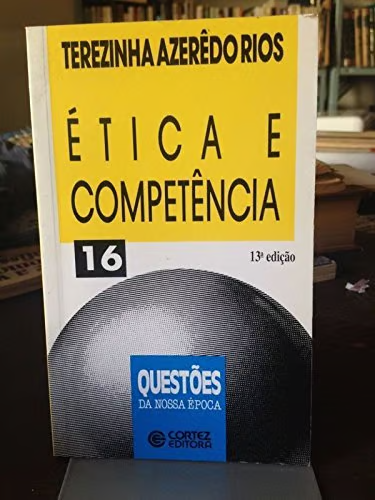 TEREZINHA AZERÊDO RIOS
ÉTICA E
COMPETÊNCIA
16
13ª edição
QUESTÕES
DA NOSSA ÉPOCA
CORTEZ
EDITORA